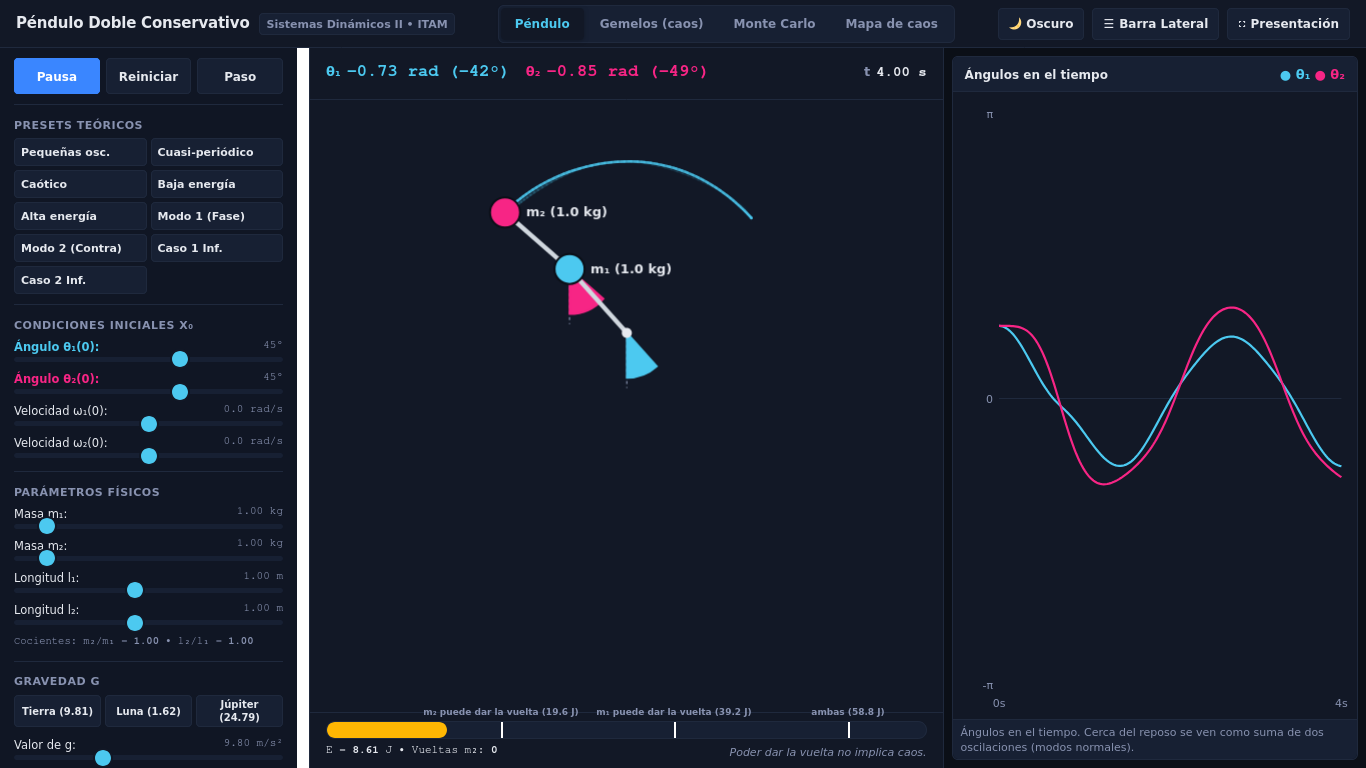 Péndulo Doble Conservativo
Sistemas Dinámicos II • ITAM
Péndulo
Gemelos (caos)
Monte Carlo
Mapa de caos
🌙 Oscuro
☰ Barra Lateral
Presentación
Pausa
Reiniciar
Paso
PRESETS TEÓRICOS
Pequeñas osc.
Cuasi-periódico
Caótico
Baja energía
Alta energía
Modo 1 (Fase)
Modo 2 (Contra)
Caso 1 Inf.
Caso 2 Inf.
CONDICIONES INICIALES X₀
Ángulo θ₁(0): 45°
Ángulo θ₂(0): 45°
Velocidad ω₁(0): 0.0 rad/s
Velocidad ω₂(0): 0.0 rad/s
PARÁMETROS FÍSICOS
Masa m₁: 1.00 kg
Masa m₂: 1.00 kg
Longitud l₁: 1.00 m
Longitud l₂: 1.00 m
Cocientes: m₂/m₁ = 1.00 • l₂/l₁ = 1.00
GRAVEDAD G
Tierra (9.81)
Luna (1.62)
Júpiter
(24.79)
Valor de g: 9.80 m/s²
θ₁ −0.73 rad (−42°) θ₂ −0.85 rad (−49°) t 4.00 s
m₂ (1.0 kg)
m₁ (1.0 kg)
m₂ puede dar la vuelta (19.6 J)
m₁ puede dar la vuelta (39.2 J)
ambas (58.8 J)
E = 8.61 J • Vueltas m₂: 0
Poder dar la vuelta no implica caos.
Ángulos en el tiempo
● θ₁ ● θ₂
π
0
-π
0s
4s
Ángulos en el tiempo. Cerca del reposo se ven como suma de dos
oscilaciones (modos normales).